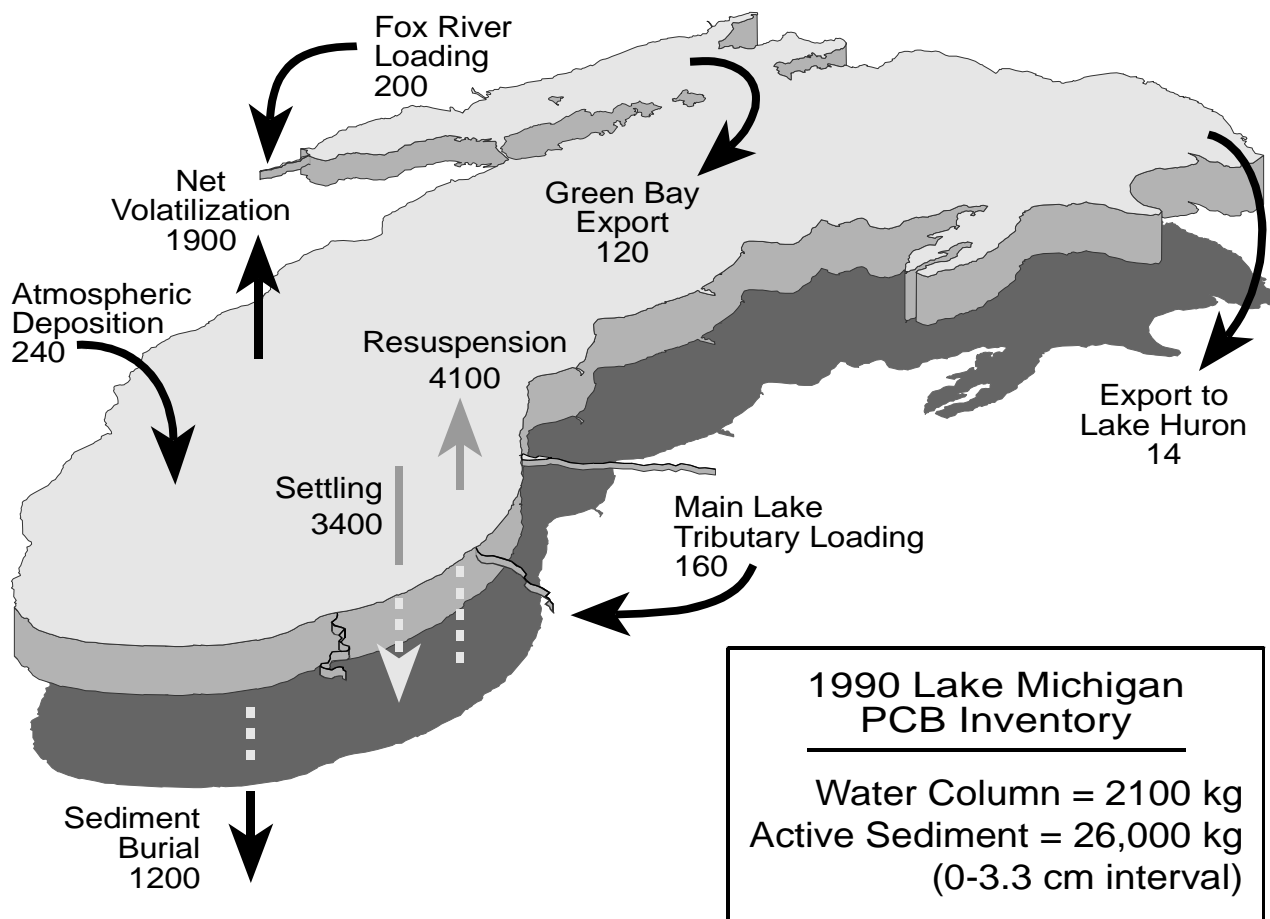 Fox River
Loading
200
Net
Volatilization
1900
Green Bay
Export
120
Atmospheric
Deposition
240
Resuspension
4100
Export to
Lake Huron
14
Settling
3400
Main Lake
Tributary Loading
160
Sediment
Burial
1200
1990 Lake Michigan
PCB Inventory
Water Column = 2100 kg
Active Sediment = 26,000 kg
(0-3.3 cm interval)